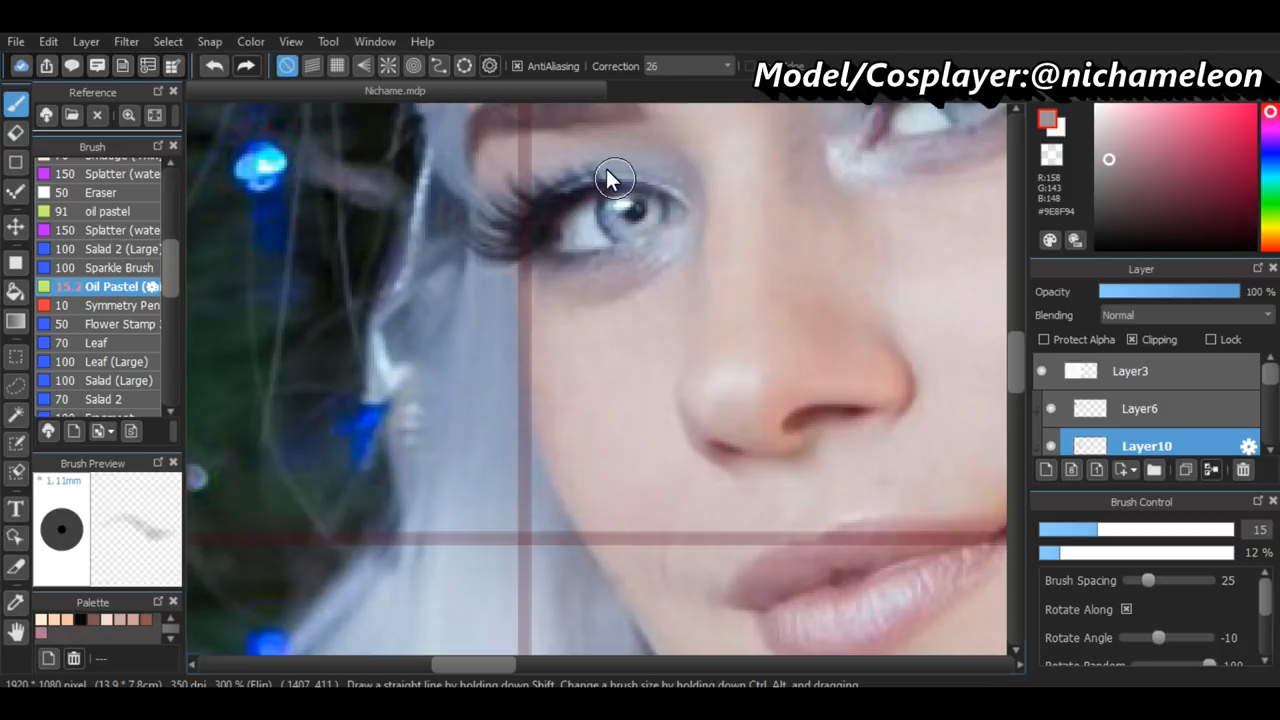 File Edit Layer Filter Select Snap Color View Tool Window Help
AntiAliasing Correction 26
Model/Cosplayer:@nichameleon
Reference
Nichame.mdp
Brush
150 Splatter (wate
50 Eraser
91 oil pastel
150 Splatter (wate
100 Salad 2 (Large)
100 Sparkle Brush
15.2 Oil Pastel (
10 Symmetry Pen
50 Flower Stamp
70 Leaf
100 Leaf (Large)
100 Salad (Large)
70 Salad 2
Brush Preview
* 1.11mm
Palette
---
R:158
G:143
B:148
#9E8F94
Layer
Opacity 100 %
Blending Normal
Protect Alpha Clipping Lock
Layer3
Layer6
Layer10
Brush Control
15
12 %
Brush Spacing 25
Rotate Along
Rotate Angle -10
Rotate Random 100
1920 * 1080 pixel (13.9 * 7.8cm) 350 dpi 300 % (Flip) ( 1407, 411 ) Draw a straight line by holding down Shift, Change a brush size by holding down Ctrl, Alt, and dragging